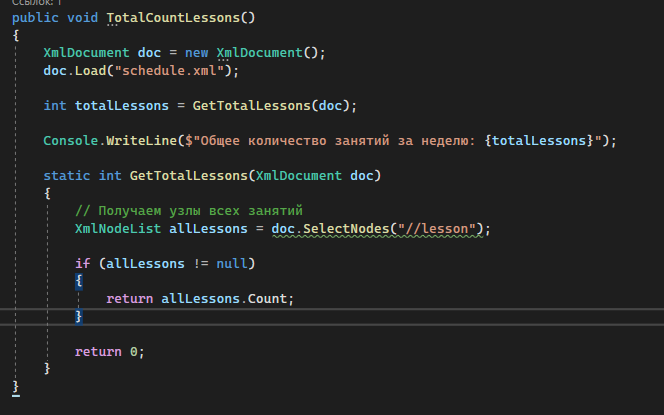 Ссылок: 1
public void TotalCountLessons()
{
XmlDocument doc = new XmlDocument();
doc.Load("schedule.xml");
int totalLessons = GetTotalLessons(doc);
Console.WriteLine($"Общее количество занятий за неделю: {totalLessons}");
static int GetTotalLessons(XmlDocument doc)
{
// Получаем узлы всех занятий
XmlNodeList allLessons = doc.SelectNodes("//lesson");
if (allLessons != null)
{
return allLessons.Count;
}
return 0;
}
}